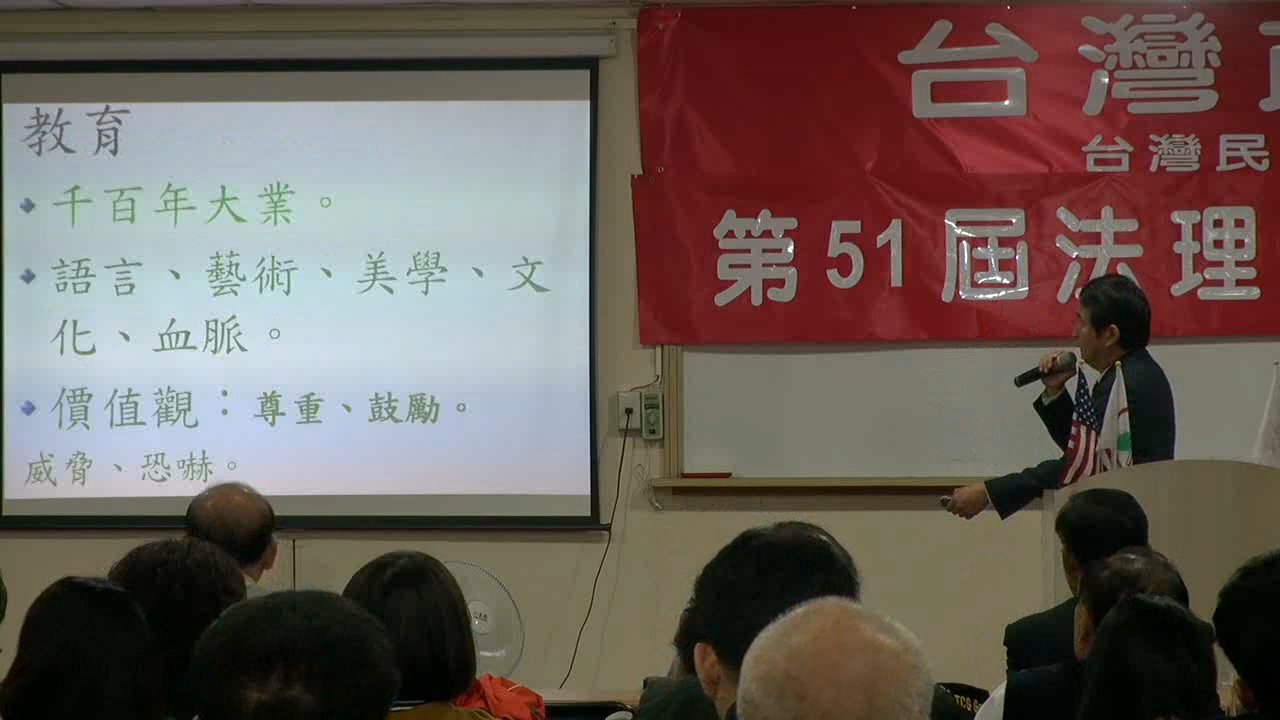 教育
千百年大業。
語言、藝術、美學、文
化、血脈。
價值觀：尊重、鼓勵。
威脅、恐嚇。
台灣
台灣民
第51屆法理
TCG